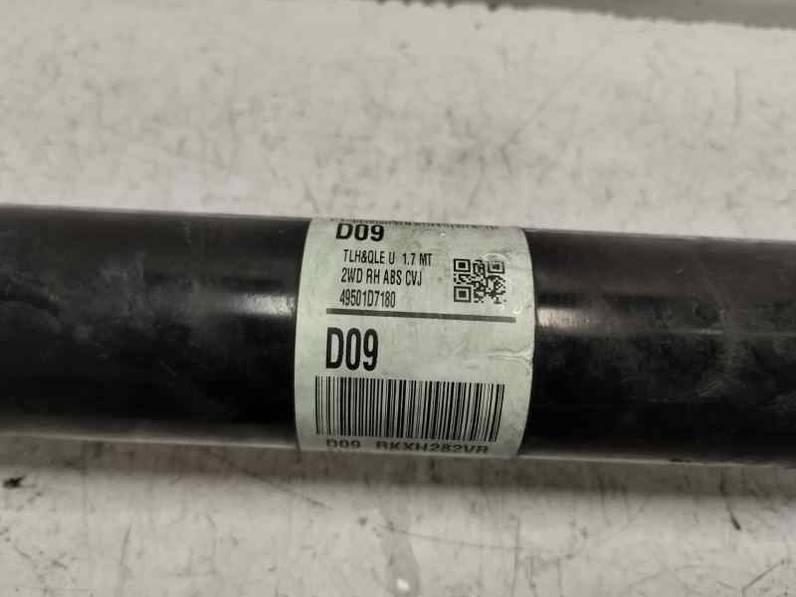 D09
TLH&QLE U 1.7 MT
2WD RH ABS CVJ
49501D7180
D09
D09 RKXH282VR